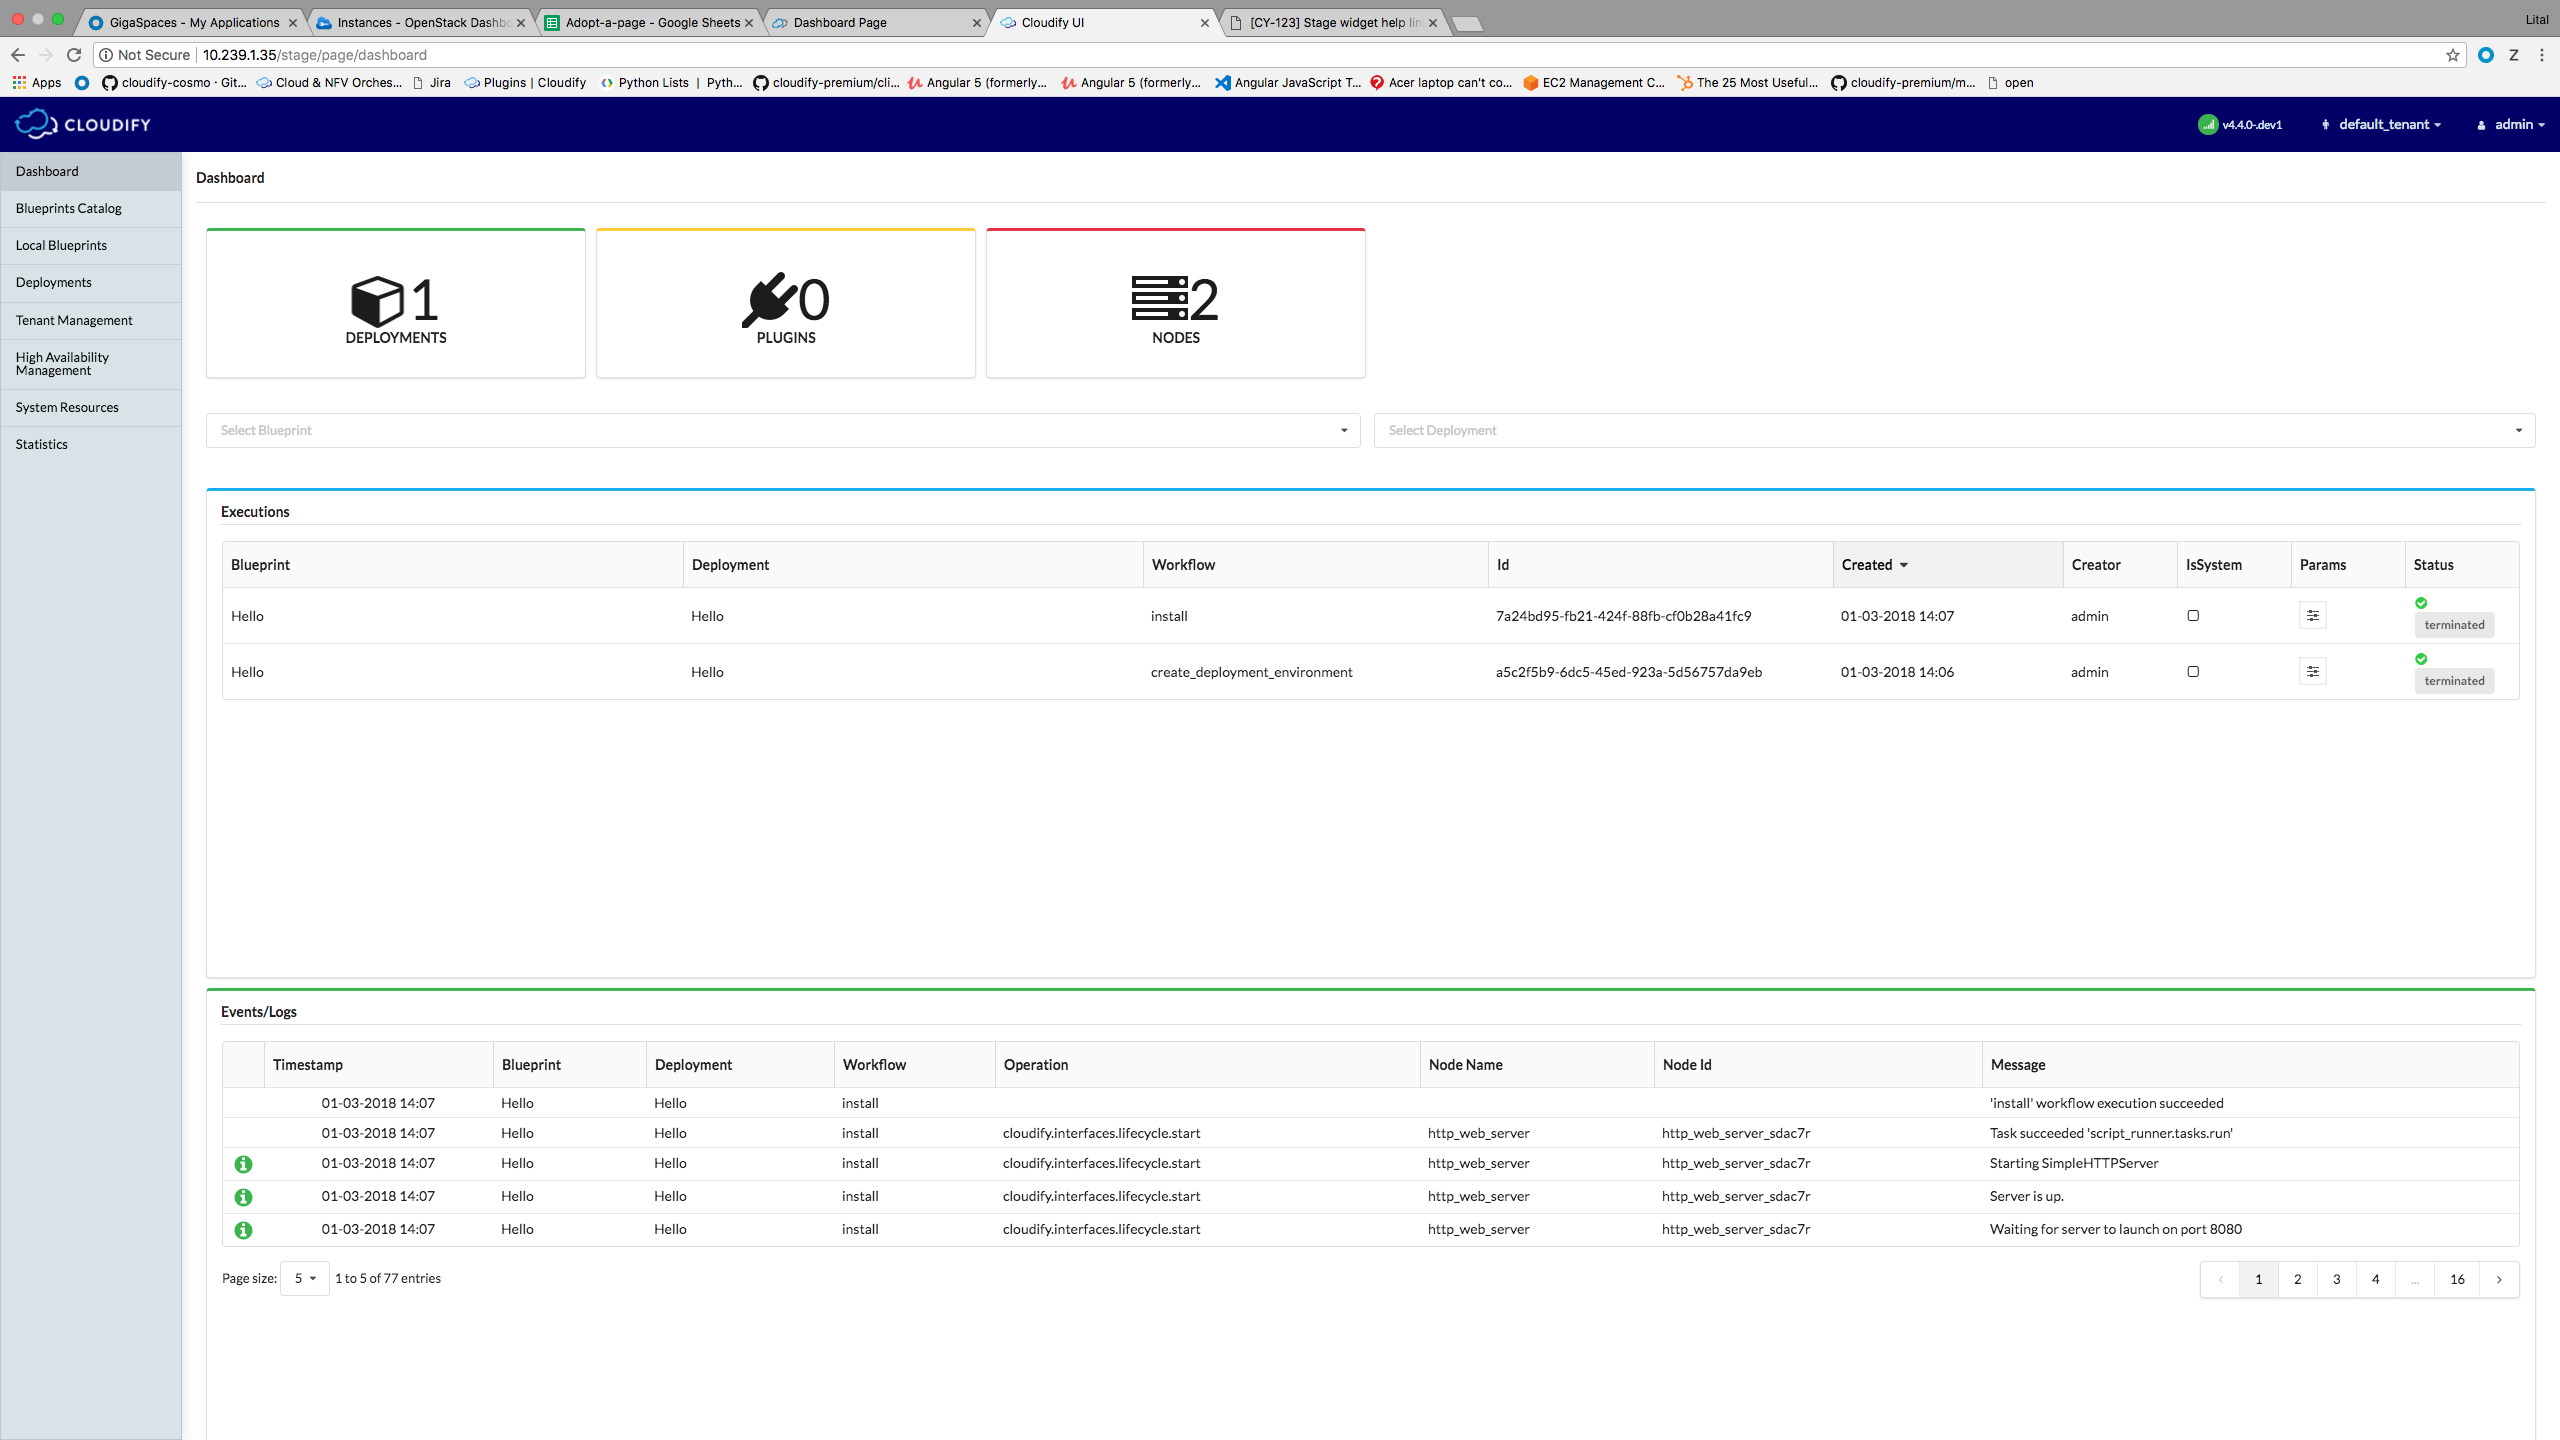 GigaSpaces - My Applications
Instances - OpenStack Dashbo
Adopt-a-page - Google Sheets
Dashboard Page
Cloudify UI
[CY-123] Stage widget help lin
Lital
Not Secure 10.239.1.35/stage/page/dashboard
Z
Apps
cloudify-cosmo · Git...
Cloud & NFV Orches...
Jira
Plugins | Cloudify
Python Lists | Pyth...
cloudify-premium/cli...
Angular 5 (formerly...
Angular 5 (formerly...
Angular JavaScript T...
Acer laptop can't co...
EC2 Management C...
The 25 Most Useful...
cloudify-premium/m...
open
CLOUDIFY
v4.4.0-.dev1
default_tenant
admin
Dashboard
Blueprints Catalog
Local Blueprints
Deployments
Tenant Management
High Availability
Management
System Resources
Statistics
Dashboard
1
DEPLOYMENTS
0
PLUGINS
2
NODES
Select Blueprint
Select Deployment
Executions
Blueprint Deployment Workflow Id Created Creator IsSystem Params Status
Hello Hello install 7a24bd95-fb21-424f-88fb-cf0b28a41fc9 01-03-2018 14:07 admin terminated
Hello Hello create_deployment_environment a5c2f5b9-6dc5-45ed-923a-5d56757da9eb 01-03-2018 14:06 admin terminated
Events/Logs
Timestamp Blueprint Deployment Workflow Operation Node Name Node Id Message
01-03-2018 14:07 Hello Hello install 'install' workflow execution succeeded
01-03-2018 14:07 Hello Hello install cloudify.interfaces.lifecycle.start http_web_server http_web_server_sdac7r Task succeeded 'script_runner.tasks.run'
01-03-2018 14:07 Hello Hello install cloudify.interfaces.lifecycle.start http_web_server http_web_server_sdac7r Starting SimpleHTTPServer
01-03-2018 14:07 Hello Hello install cloudify.interfaces.lifecycle.start http_web_server http_web_server_sdac7r Server is up.
01-03-2018 14:07 Hello Hello install cloudify.interfaces.lifecycle.start http_web_server http_web_server_sdac7r Waiting for server to launch on port 8080
Page size: 5 1 to 5 of 77 entries
1 2 3 4 ... 16